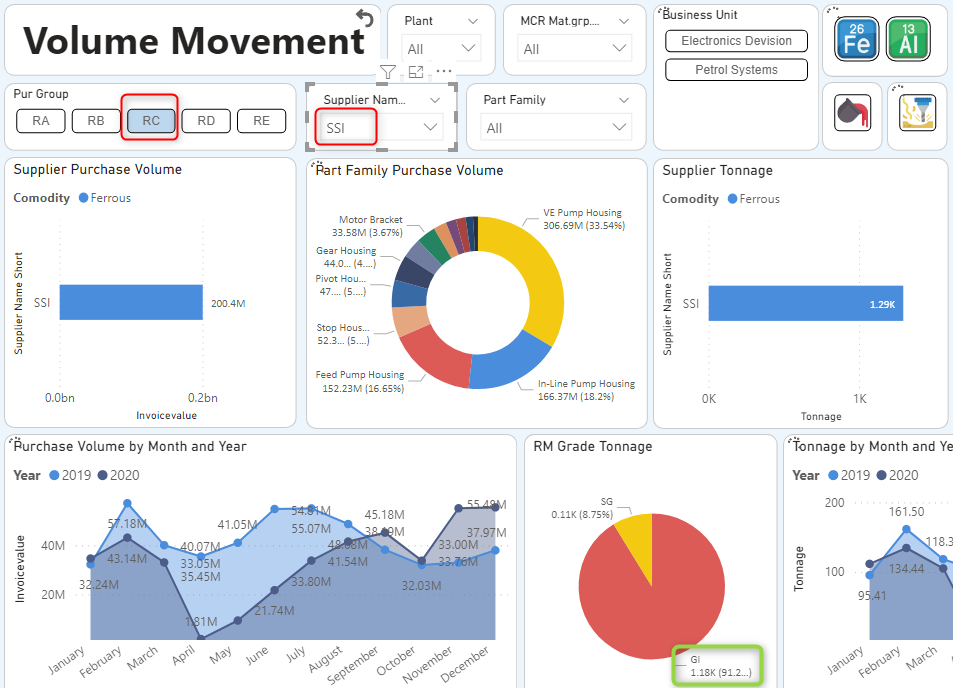 Volume Movement
Plant
All
MCR Mat.grp....
All
Business Unit
Electronics Devision
Petrol Systems
26
Fe
13
Al
Pur Group
RA
RB
RC
RD
RE
Supplier Nam...
SSI
Part Family
All
Supplier Purchase Volume
Comodity
Ferrous
Supplier Name Short
SSI
200.4M
0.0bn
0.2bn
Invoicevalue
Part Family Purchase Volume
Motor Bracket
33.58M (3.67%)
Gear Housing
44.0... (4....)
Pivot Hou...
47.... (5....)
Stop Hous...
52.3... (5....)
Feed Pump Housing
152.23M (16.65%)
VE Pump Housing
306.69M (33.54%)
In-Line Pump Housing
166.37M (18.2%)
Supplier Tonnage
Comodity
Ferrous
Supplier Name Short
SSI
1.29K
0K
1K
Tonnage
Purchase Volume by Month and Year
Year
2019
2020
Invoicevalue
40M
20M
32.24M
57.18M
43.14M
40.07M
33.05M
35.45M
1.81M
41.05M
21.74M
54.81M
55.07M
33.80M
41.54M
45.18M
32.03M
33.00M
55.48M
37.97M
January
February
March
April
May
June
July
August
September
October
November
December
RM Grade Tonnage
SG
0.11K (8.75%)
GI
1.18K (91.2...)
Tonnage by Month and Ye
Year
2019
2020
Tonnage
200
100
95.41
161.50
134.44
118.3
January
February
March